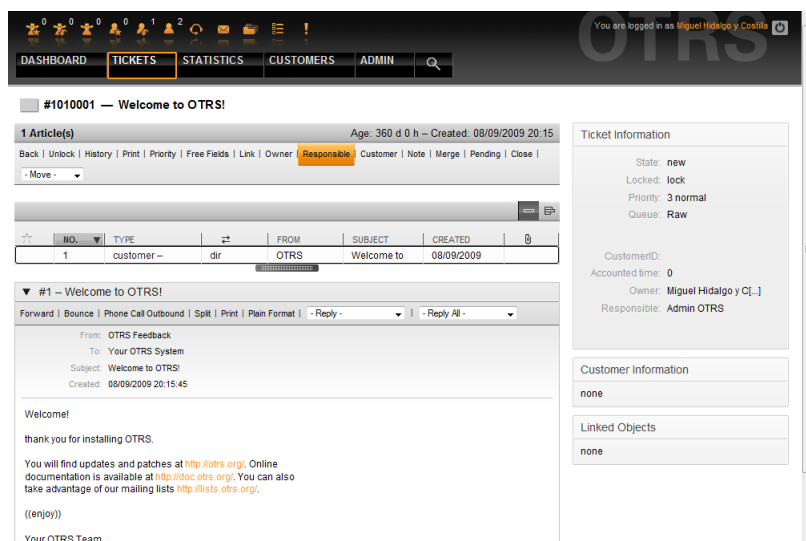 0 0 0 0 1 2
You are logged in as Miguel Hidalgo y Costilla
OTRS
DASHBOARD TICKETS STATISTICS CUSTOMERS ADMIN
#1010001 — Welcome to OTRS!
1 Article(s) Age: 360 d 0 h – Created: 08/09/2009 20:15
Back | Unlock | History | Print | Priority | Free Fields | Link | Owner | Responsible | Customer | Note | Merge | Pending | Close |
- Move -
NO. ▼ TYPE FROM SUBJECT CREATED
1 customer – dir OTRS Welcome to 08/09/2009
▼ #1 – Welcome to OTRS!
Forward | Bounce | Phone Call Outbound | Split | Print | Plain Format | - Reply - | - Reply All -
From: OTRS Feedback
To: Your OTRS System
Subject: Welcome to OTRS!
Created: 08/09/2009 20:15:45
Welcome!
thank you for installing OTRS.
You will find updates and patches at http://otrs.org/. Online
documentation is available at http://doc.otrs.org/. You can also
take advantage of our mailing lists http://lists.otrs.org/.
((enjoy))
Your OTRS Team
Ticket Information
State: new
Locked: lock
Priority: 3 normal
Queue: Raw
CustomerID:
Accounted time: 0
Owner: Miguel Hidalgo y C[...]
Responsible: Admin OTRS
Customer Information
none
Linked Objects
none